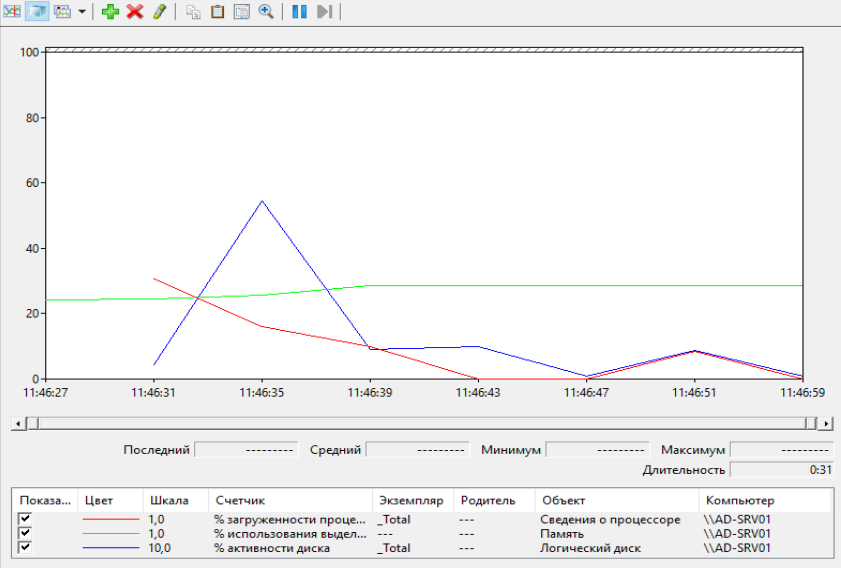 100
80
60
40
20
0
11:46:27 11:46:31 11:46:35 11:46:39 11:46:43 11:46:47 11:46:51 11:46:59
Последний --------- Средний --------- Минимум --------- Максимум ---------
Длительность 0:31
Показа... Цвет Шкала Счетчик Экземпляр Родитель Объект Компьютер
1,0 % загруженности проце... _Total --- Сведения о процессоре \\AD-SRV01
1,0 % использования выдел... --- --- Память \\AD-SRV01
10,0 % активности диска _Total --- Логический диск \\AD-SRV01